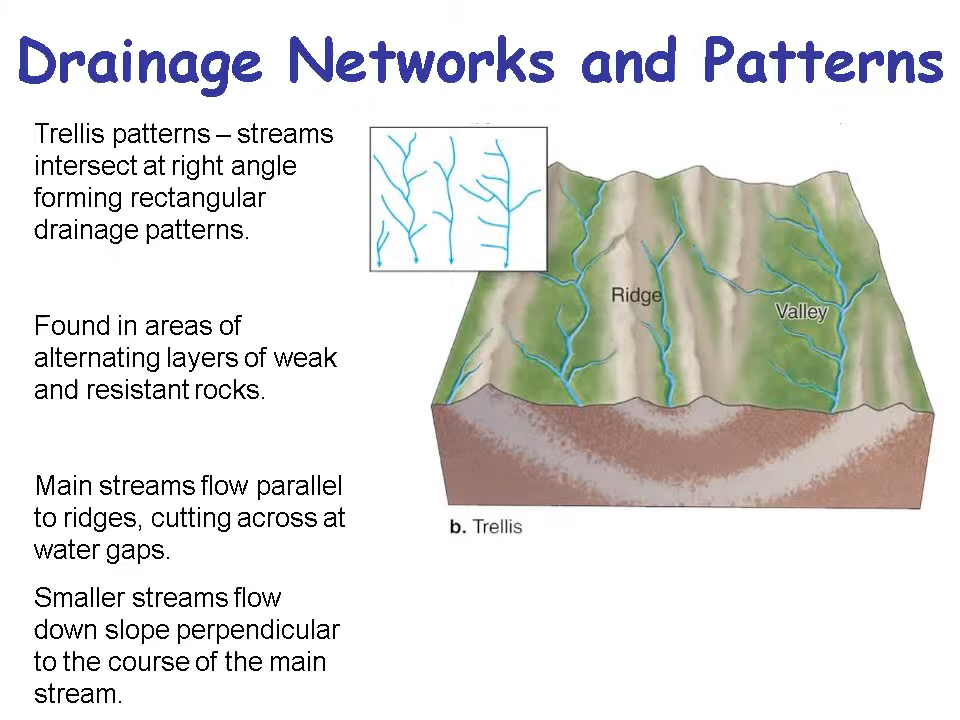 Drainage Networks and Patterns
Trellis patterns – streams
intersect at right angle
forming rectangular
drainage patterns.
Found in areas of
alternating layers of weak
and resistant rocks.
Main streams flow parallel
to ridges, cutting across at
water gaps.
Smaller streams flow
down slope perpendicular
to the course of the main
stream.
Ridge
Valley
b. Trellis